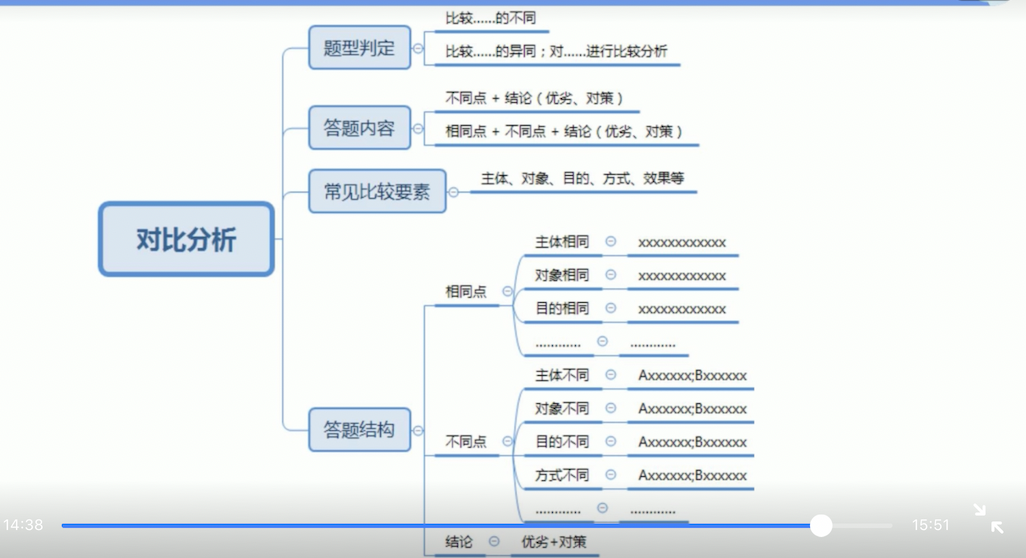 对比分析
题型判定
比较......的不同
比较......的异同；对......进行比较分析
答题内容
不同点 + 结论（优劣、对策）
相同点 + 不同点 + 结论（优劣、对策）
常见比较要素
主体、对象、目的、方式、效果等
答题结构
相同点
主体相同 xxxxxxxxxxxx
对象相同 xxxxxxxxxxxx
目的相同 xxxxxxxxxxxx
............ ............
不同点
主体不同 Axxxxxx;Bxxxxxx
对象不同 Axxxxxx;Bxxxxxx
目的不同 Axxxxxx;Bxxxxxx
方式不同 Axxxxxx;Bxxxxxx
............ ............
结论 优劣+对策
14:38 15:51